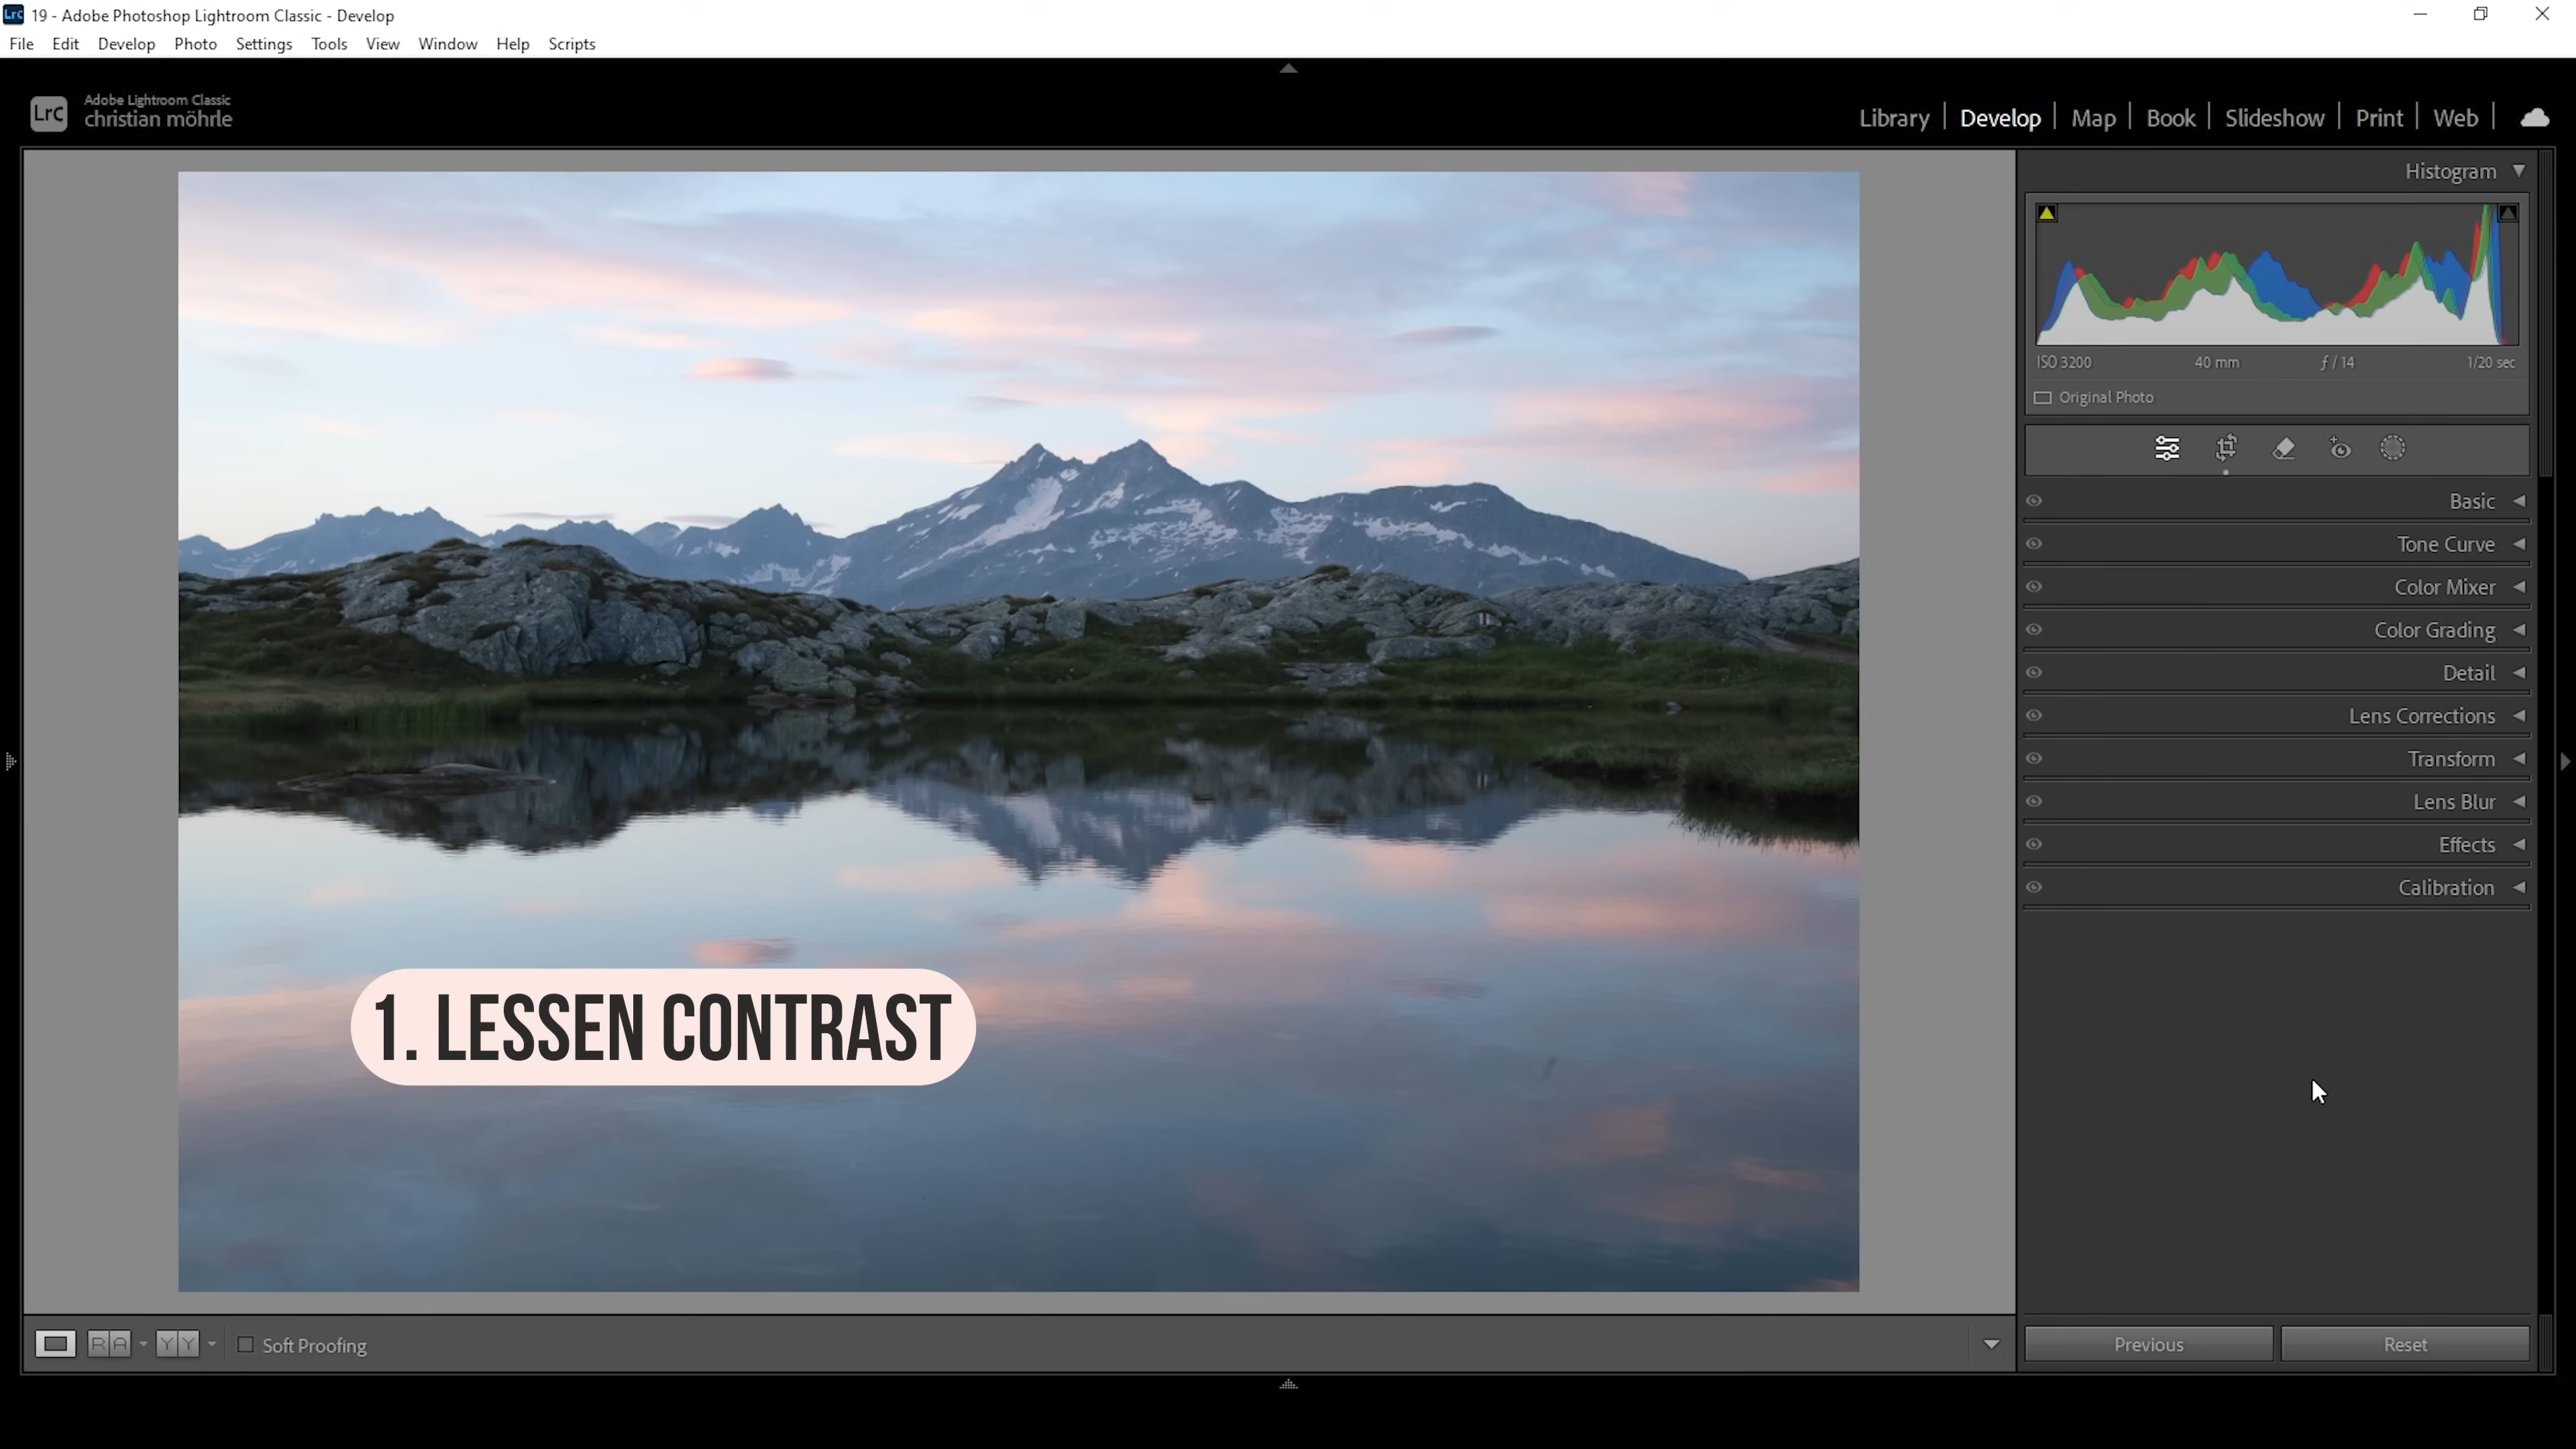 Lrc 19 - Adobe Photoshop Lightroom Classic - Develop
File Edit Develop Photo Settings Tools View Window Help Scripts
Lrc Adobe Lightroom Classic
christian möhrle
Library | Develop | Map | Book | Slideshow | Print | Web |
Histogram
ISO 3200 40 mm ƒ / 14 1/20 sec
Original Photo
Basic
Tone Curve
Color Mixer
Color Grading
Detail
Lens Corrections
Transform
Lens Blur
Effects
Calibration
1. LESSEN CONTRAST
R A Y Y Soft Proofing
Previous Reset